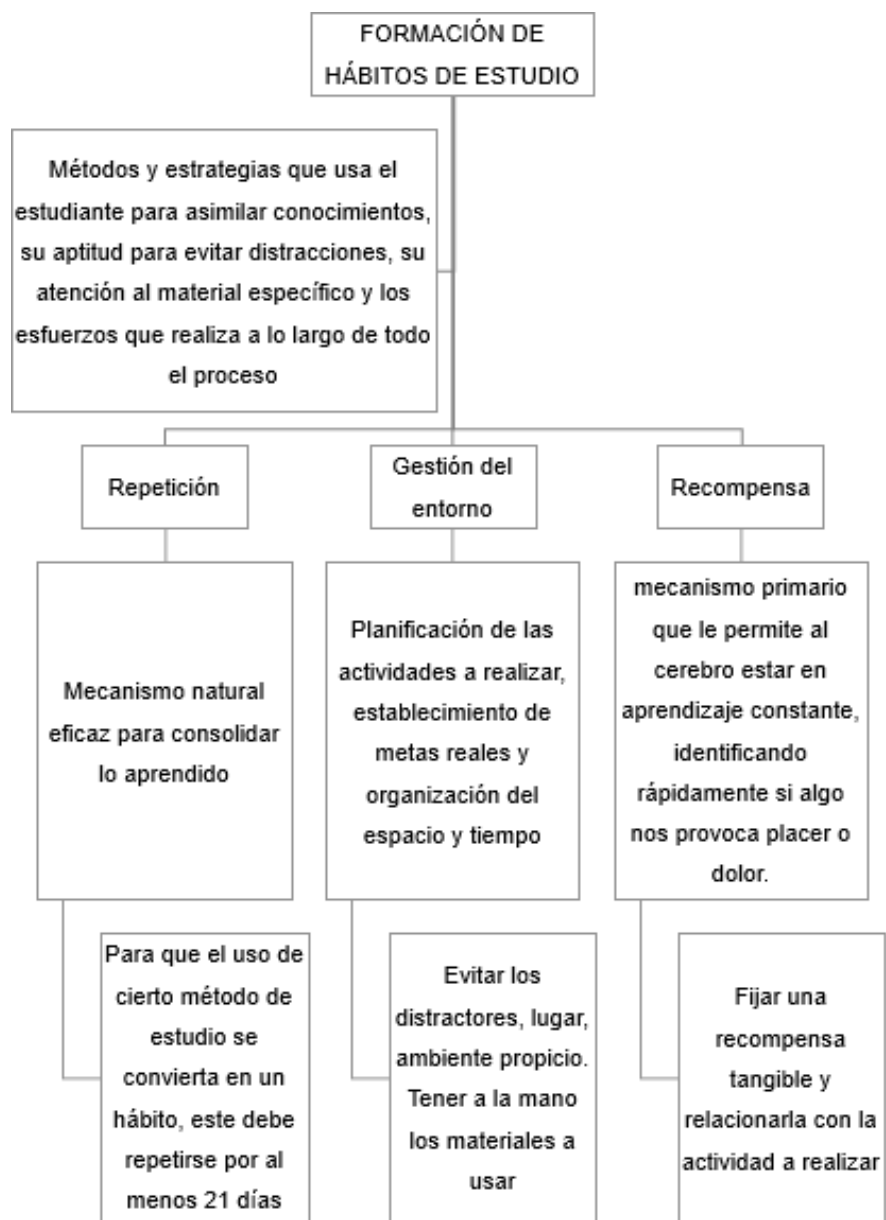 FORMACIÓN DE
HÁBITOS DE ESTUDIO
Métodos y estrategias que usa el
estudiante para asimilar conocimientos,
su aptitud para evitar distracciones, su
atención al material específico y los
esfuerzos que realiza a lo largo de todo
el proceso
Repetición
Mecanismo natural
eficaz para consolidar
lo aprendido
Para que el uso de
cierto método de
estudio se
convierta en un
hábito, este debe
repetirse por al
menos 21 días
Gestión del
entorno
Planificación de las
actividades a realizar,
establecimiento de
metas reales y
organización del
espacio y tiempo
Evitar los
distractores, lugar,
ambiente propicio.
Tener a la mano
los materiales a
usar
Recompensa
mecanismo primario
que le permite al
cerebro estar en
aprendizaje constante,
identificando
rápidamente si algo
nos provoca placer o
dolor.
Fijar una
recompensa
tangible y
relacionarla con la
actividad a realizar